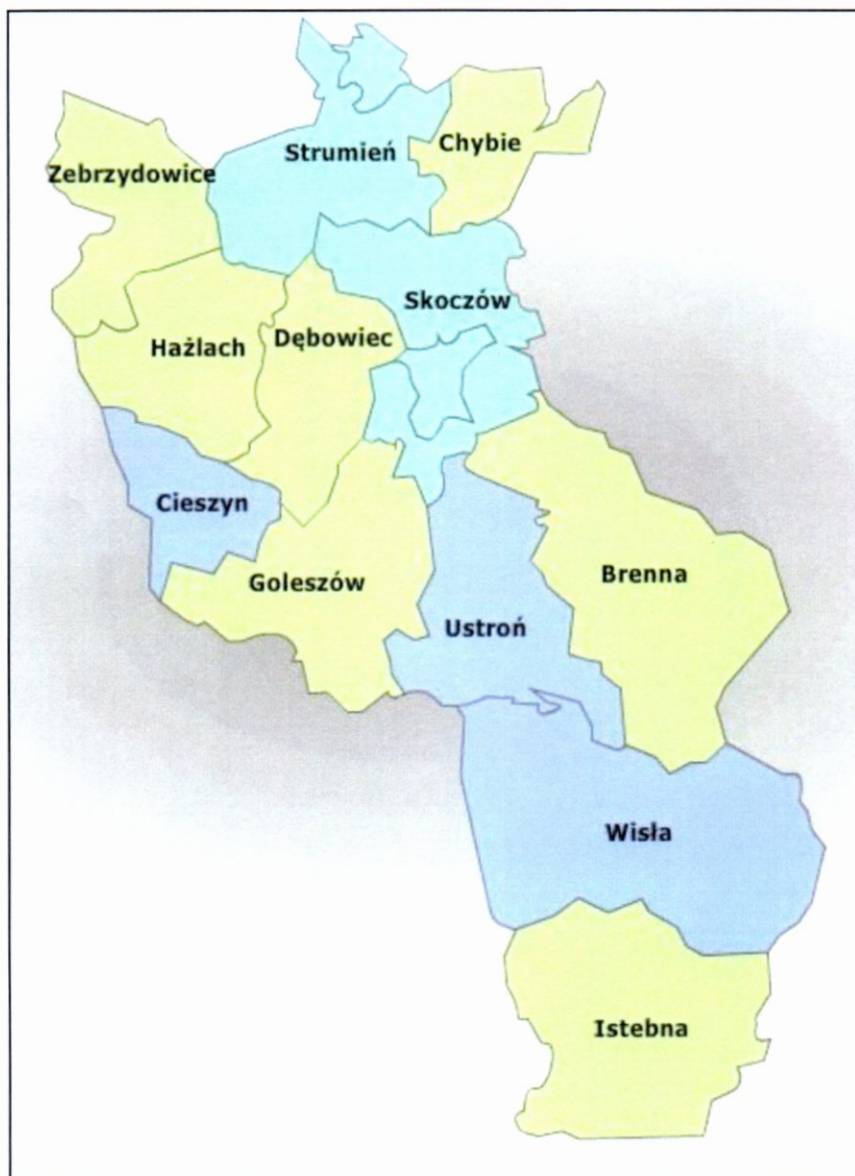 Chybie
Strumień
Zebrzydowice
Skoczów
Dębowiec
Hażlach
Cieszyn
Goleszów
Brenna
Ustroń
Wisła
Istebna